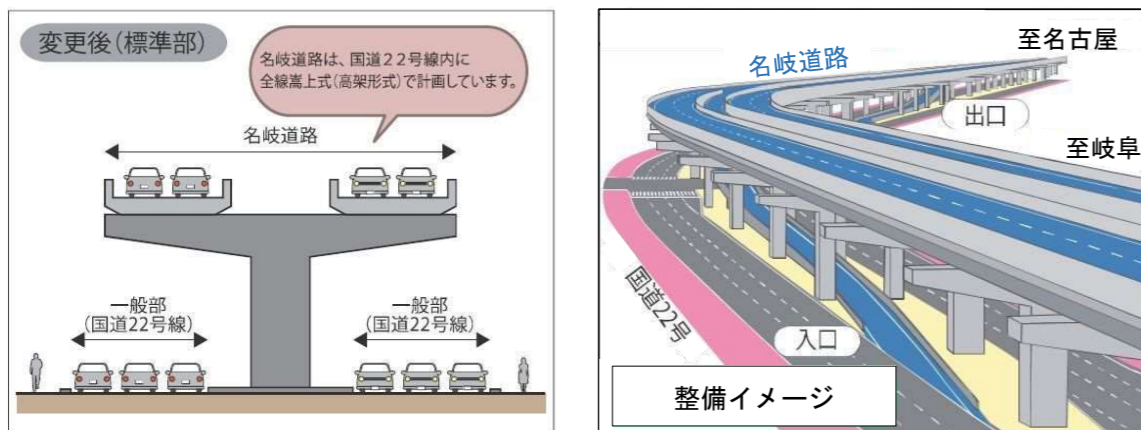 変更後(標準部)
名岐道路は、国道22号線内に
全線嵩上式(高架形式)で計画しています。
名岐道路
一般部
(国道22号線)
一般部
(国道22号線)
名岐道路
至名古屋
出口
至岐阜
国道22号
入口
整備イメージ